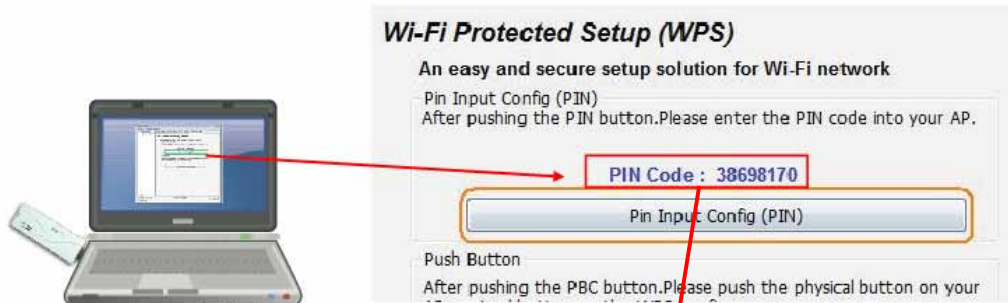 Wi-Fi Protected Setup (WPS)
An easy and secure setup solution for Wi-Fi network
Pin Input Config (PIN)
After pushing the PIN button.Please enter the PIN code into your AP.
PIN Code : 38698170
Pin Input Config (PIN)
Push Button
After pushing the PBC button.Please push the physical button on your